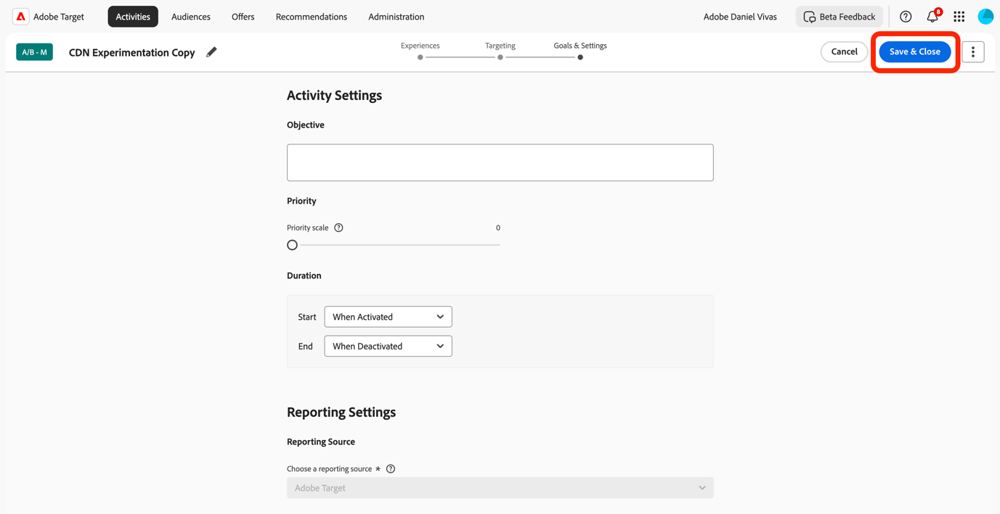 Adobe Target
Activities
Audiences
Offers
Recommendations
Administration
Adobe Daniel Vivas
Beta Feedback
8
A/B - M
CDN Experimentation Copy
Experiences
Targeting
Goals & Settings
Cancel
Save & Close
Activity Settings
Objective
Priority
Priority scale
0
Duration
Start
When Activated
End
When Deactivated
Reporting Settings
Reporting Source
Choose a reporting source *
Adobe Target